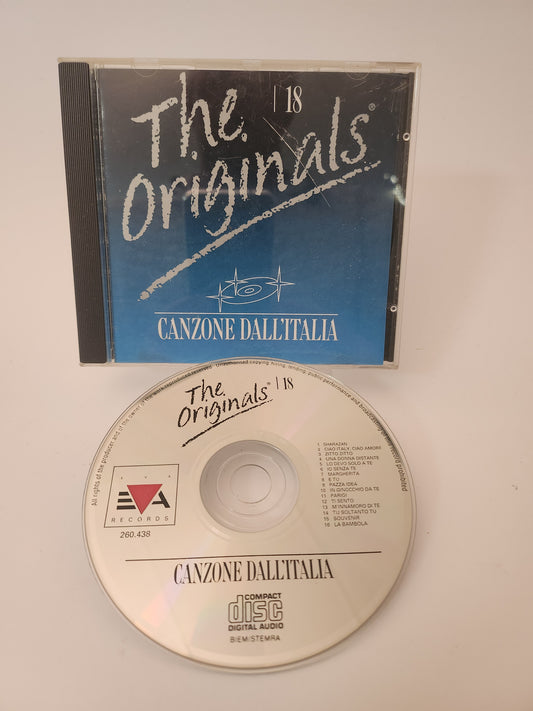 The | 18
Originals®
CANZONE DALL'ITALIA
All rights of the producer and of the owner of the work reproduced reserved. Unauthorised copying, hiring, lending, public performance and broadcasting of this record prohibited
The
Originals® | 18
1 SHARAZAN
2 CIAO ITALY, CIAO AMORE
3 ZITTO ZITTO
4 UNA DONNA DISTANTE
5 LO DEVO SOLO A TE
6 IO SENZA TE
7 MARGHERITA
8 E TU
9 PAZZA IDEA
10 IN GINOCCHIO DA TE
11 PARIGI
12 TI SENTO
13 M'INNAMORO DI TE
14 TU SOLTANTO TU
15 SOUVENIR
16 LA BAMBOLA
EVA
EVA
RECORDS
260.438
CANZONE DALL'ITALIA
COMPACT
disc
DIGITAL AUDIO
BIEM/STEMRA